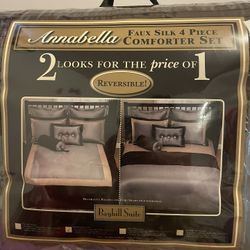 Annabella
FAUX SILK 4 PIECE
COMFORTER SET
2 LOOKS FOR THE price OF 1
REVERSIBLE!
Bayhill Suite